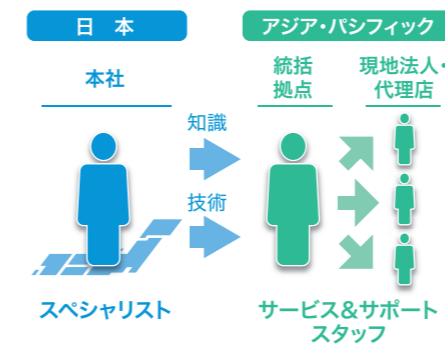 日 本
本社
知識
技術
スペシャリスト
アジア・パシフィック
統括
拠点
現地法人・
代理店
サービス&サポート
スタッフ